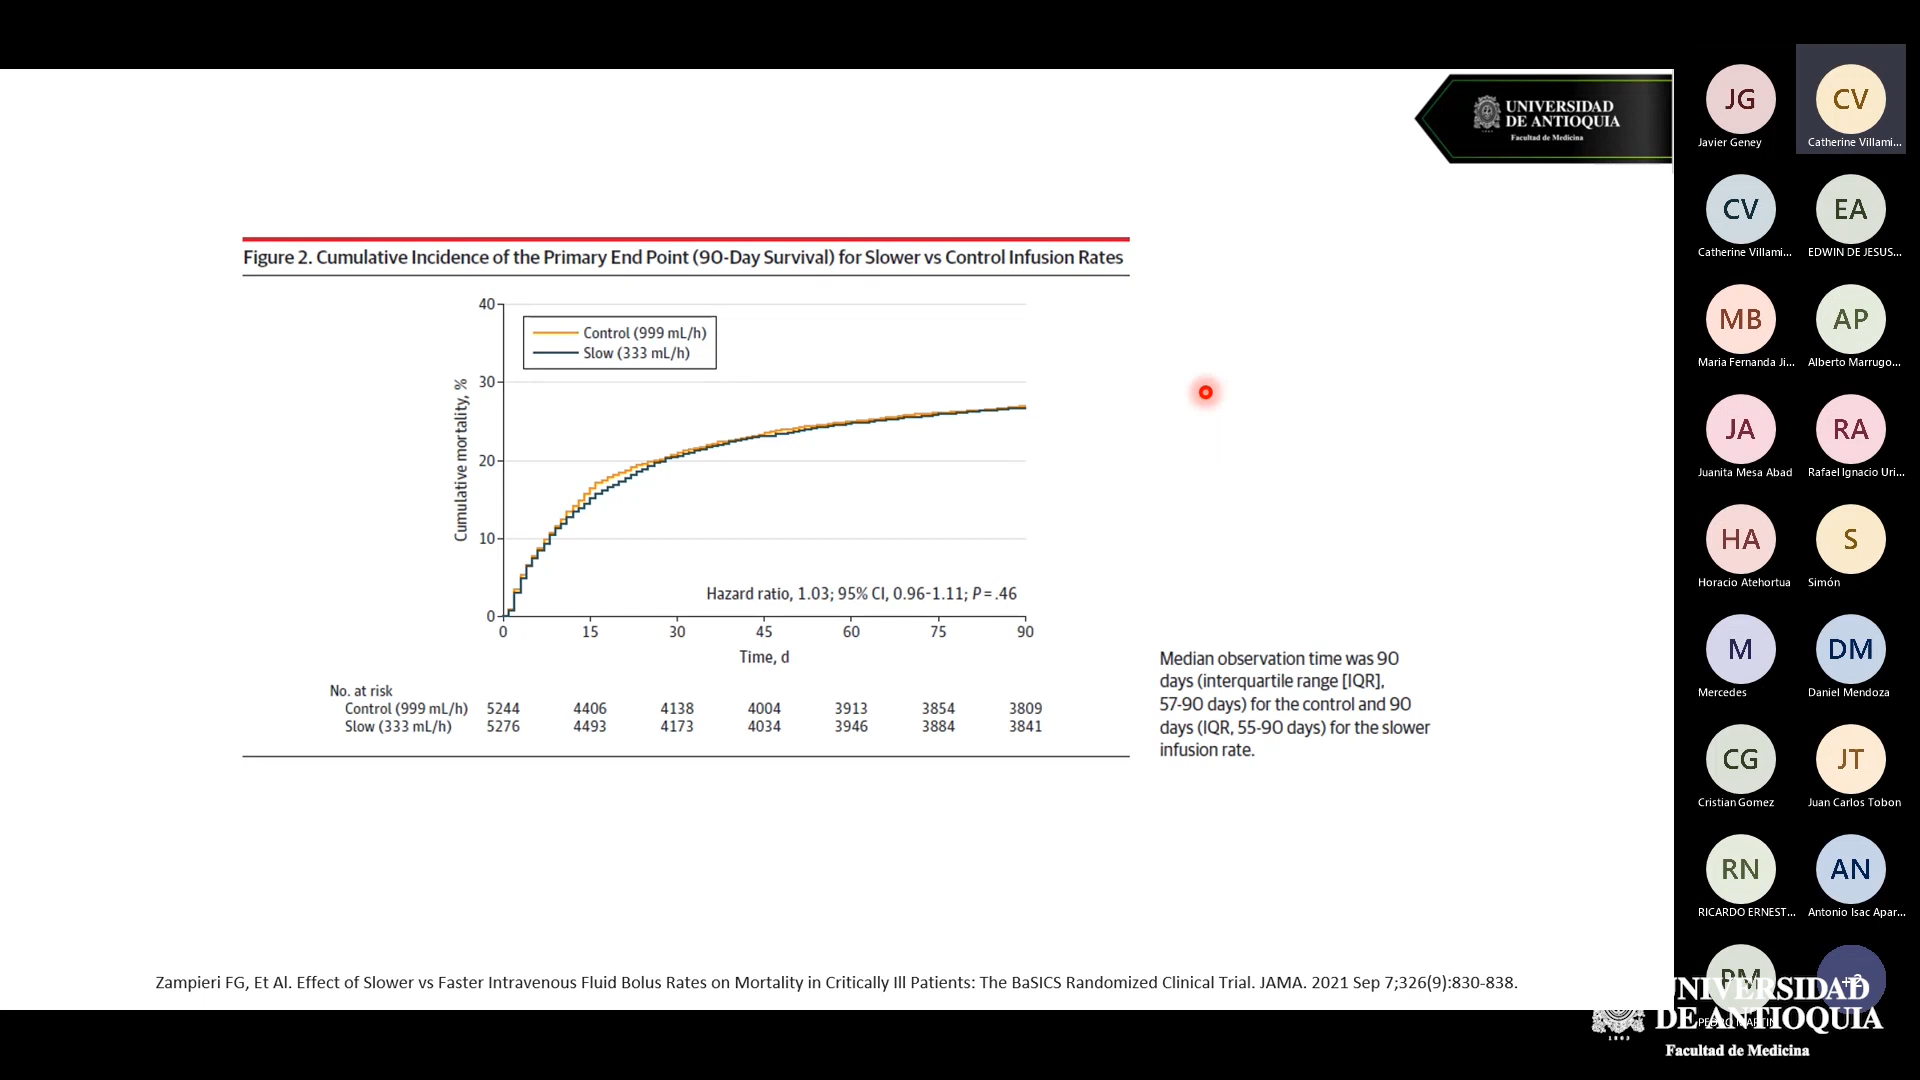 UNIVERSIDAD
DE ANTIOQUIA
Facultad de Medicina
Figure 2. Cumulative Incidence of the Primary End Point (90-Day Survival) for Slower vs Control Infusion Rates
40
30
20
10
0
Cumulative mortality, %
Control (999 mL/h)
Slow (333 mL/h)
Hazard ratio, 1.03; 95% CI, 0.96-1.11; P = .46
0 15 30 45 60 75 90
Time, d
No. at risk
Control (999 mL/h) 5244 4406 4138 4004 3913 3854 3809
Slow (333 mL/h) 5276 4493 4173 4034 3946 3884 3841
Median observation time was 90
days (interquartile range [IQR],
57-90 days) for the control and 90
days (IQR, 55-90 days) for the slower
infusion rate.
Zampieri FG, Et Al. Effect of Slower vs Faster Intravenous Fluid Bolus Rates on Mortality in Critically Ill Patients: The BaSICS Randomized Clinical Trial. JAMA. 2021 Sep 7;326(9):830-838.
JG CV
Javier Geney Catherine Villami...
CV EA
Catherine Villami... EDWIN DE JESUS...
MB AP
Maria Fernanda Ji... Alberto Marrugo...
JA RA
Juanita Mesa Abad Rafael Ignacio Uri...
HA S
Horacio Atehortua Simón
M DM
Mercedes Daniel Mendoza
CG JT
Cristian Gomez Juan Carlos Tobon
RN AN
RICARDO ERNEST... Antonio Isac Apar...
PM +2
UNIVERSIDAD
DE ANTIOQUIA
1803
Facultad de Medicina